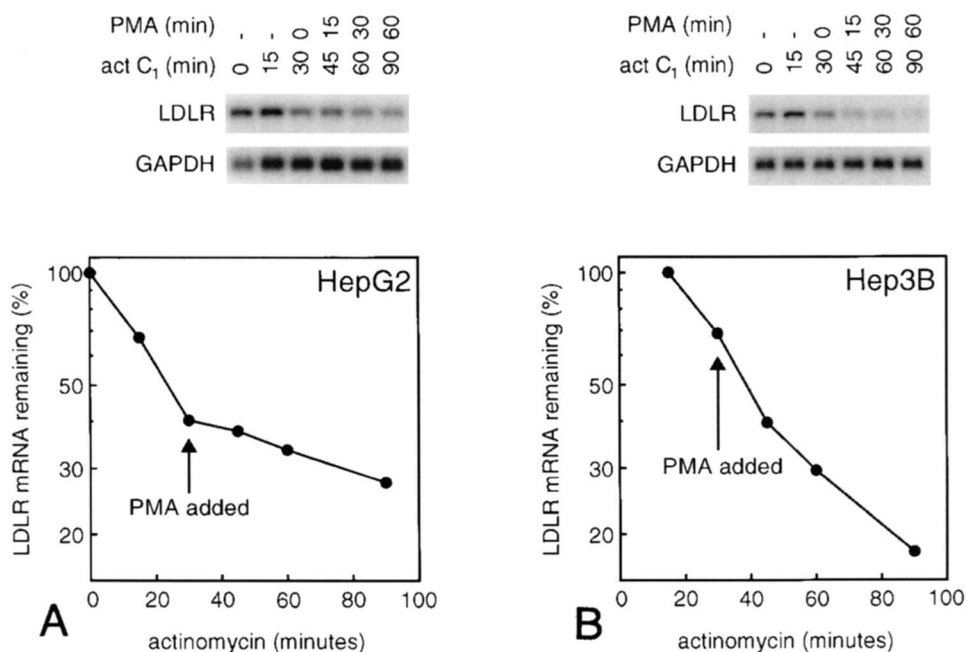 PMA (min) - - 0 15 30 60
act C₁ (min) 0 15 30 45 60 90
LDLR
GAPDH
HepG2
LDLR mRNA remaining (%)
100
50
30
20
PMA added
0 20 40 60 80 100
actinomycin (minutes)
A
PMA (min) - - 0 15 30 60
act C₁ (min) 0 15 30 45 60 90
LDLR
GAPDH
Hep3B
LDLR mRNA remaining (%)
100
50
30
20
PMA added
0 20 40 60 80 100
actinomycin (minutes)
B